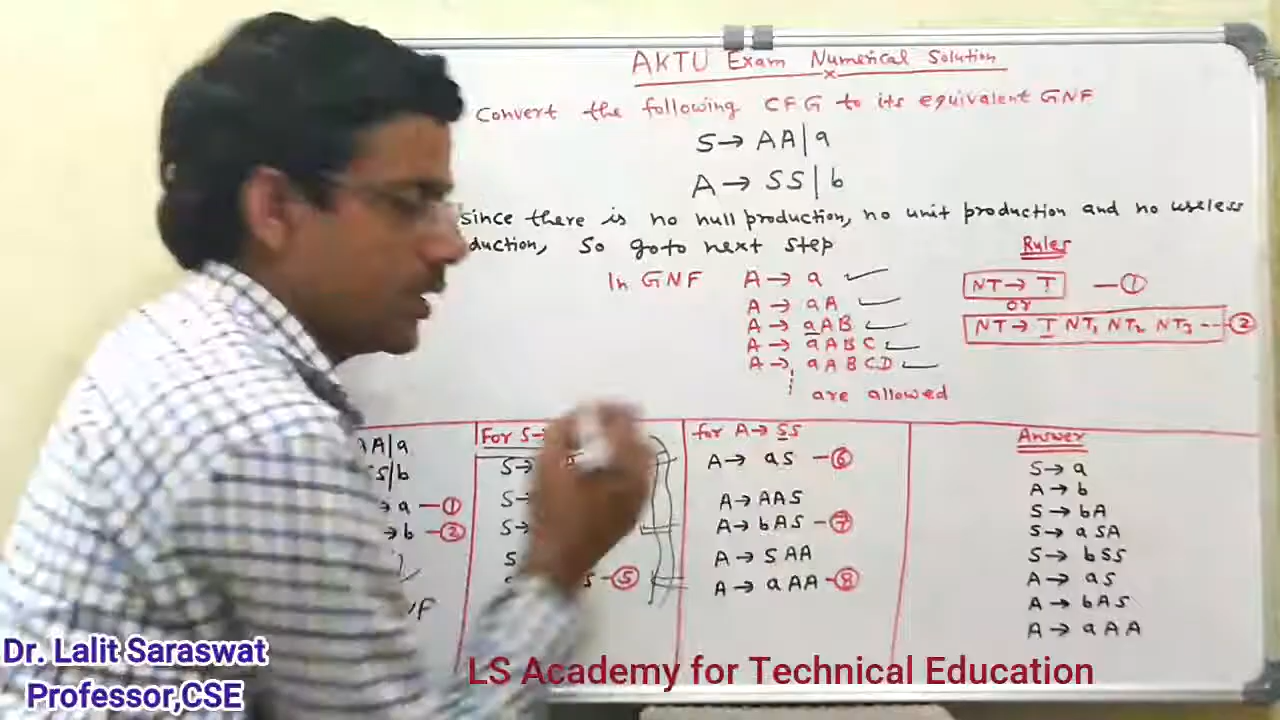 AKTU Exam Numerical Solution
Convert the following CFG to its equivalent GNF
S→ AA|a
A→ SS|b
since there is no null production, no unit production and no useless
duction, So goto next step
Rules
In GNF
A→ a
A→ aA
A→ aAB
A→ aABC
A→ aABCD
are allowed
NT→ T —①
or
NT→ T NT₁ NT₂ NT₃ --- ②
AA|a
S|b
→ a —①
→ b —②
For S→
S→
S→
S→
S
S —⑤
for A→ SS
A→ aS —⑥
A→ AAS
A→ bAS —⑦
A→ SAA
A→ aAA —⑧
Answer
S→ a
A→ b
S→ bA
S→ aSA
S→ bSS
A→ aS
A→ bAS
A→ aAA
Dr. Lalit Saraswat
Professor,CSE
LS Academy for Technical Education